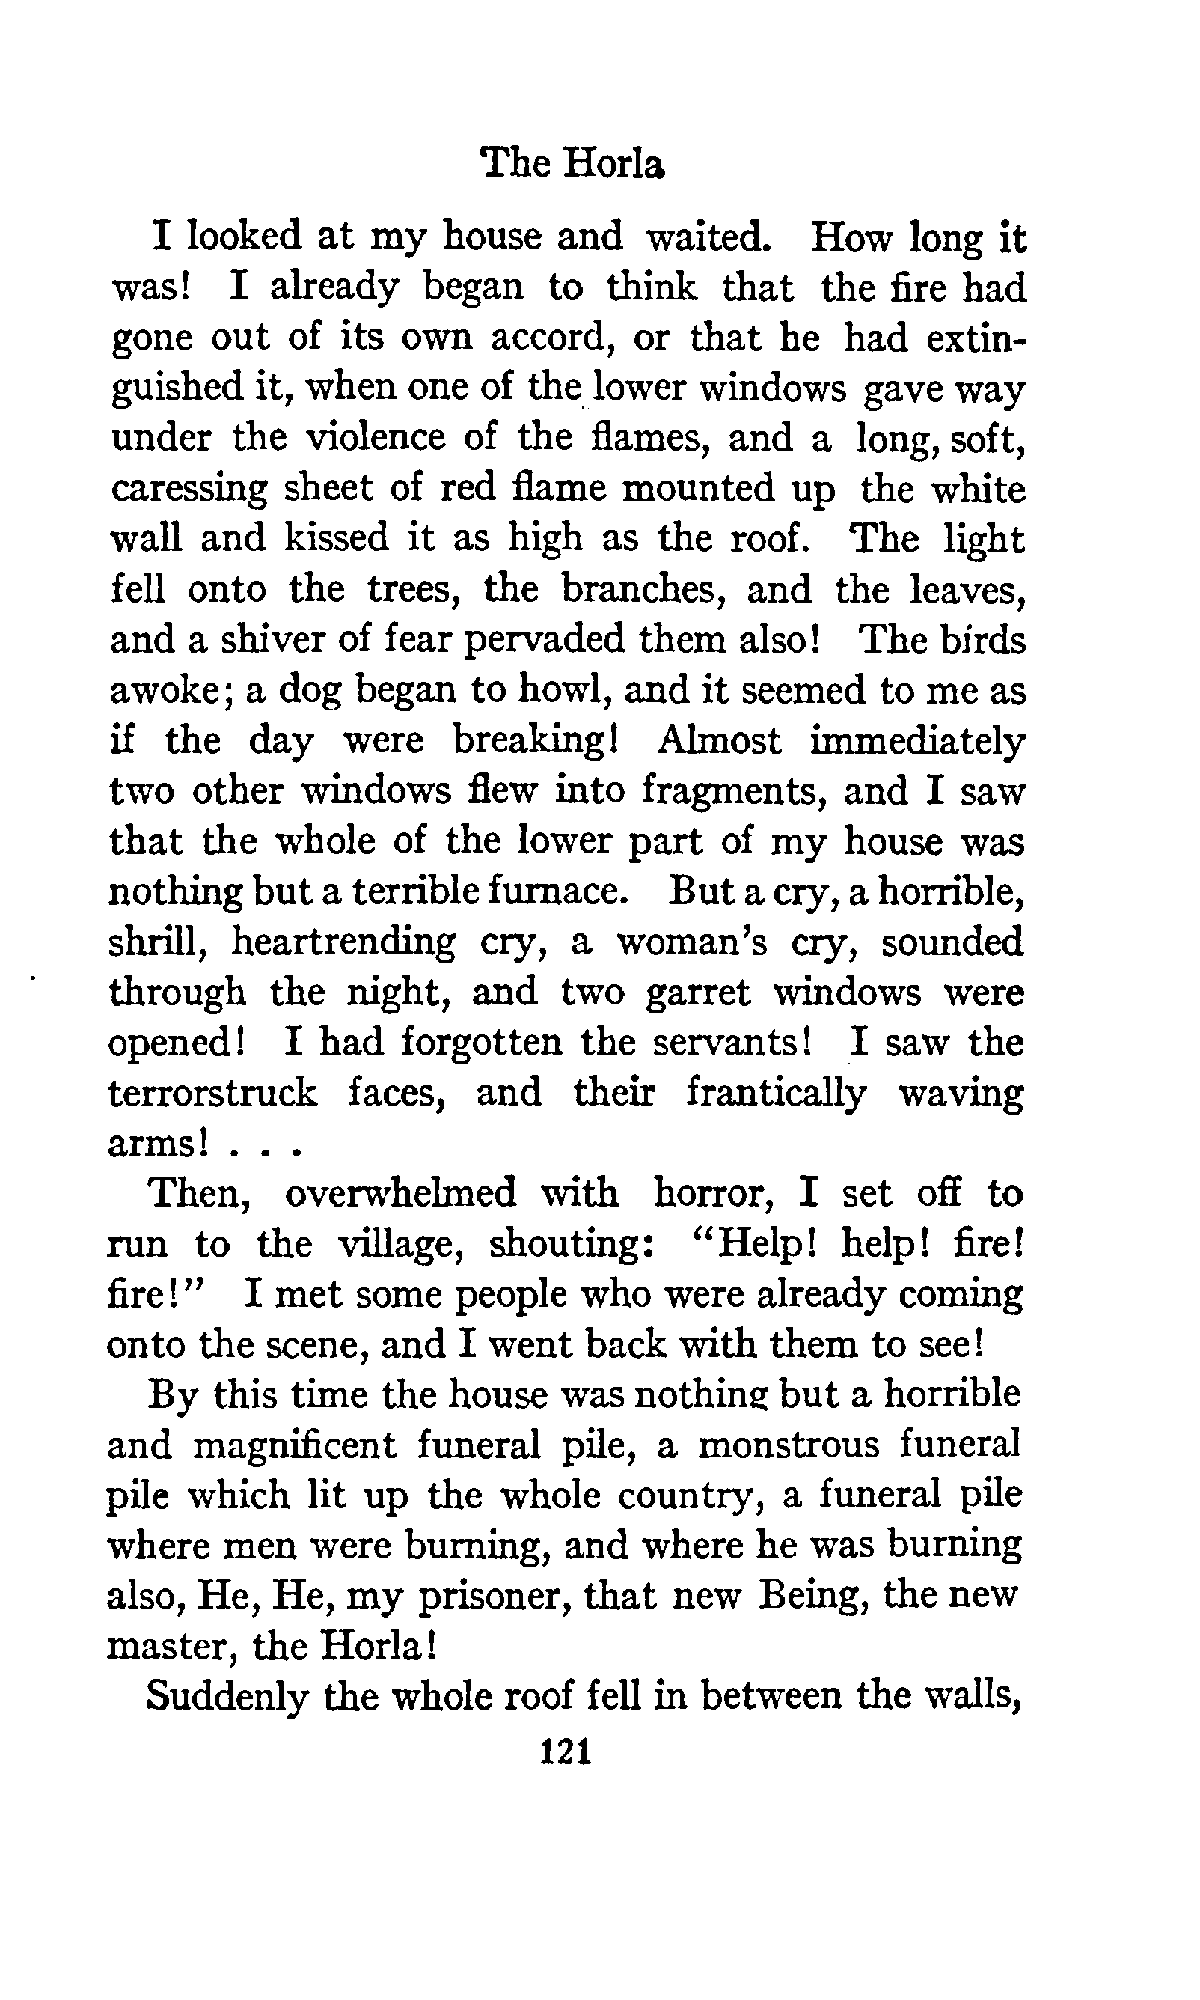 The Horla
I looked at my house and waited. How long it
was! I already began to think that the fire had
gone out of its own accord, or that he had extin-
guished it, when one of the lower windows gave way
under the violence of the flames, and a long, soft,
caressing sheet of red flame mounted up the white
wall and kissed it as high as the roof. The light
fell onto the trees, the branches, and the leaves,
and a shiver of fear pervaded them also! The birds
awoke; a dog began to howl, and it seemed to me as
if the day were breaking! Almost immediately
two other windows flew into fragments, and I saw
that the whole of the lower part of my house was
nothing but a terrible furnace. But a cry, a horrible,
shrill, heartrending cry, a woman's cry, sounded
through the night, and two garret windows were
opened! I had forgotten the servants! I saw the
terrorstruck faces, and their frantically waving
arms! . . .
Then, overwhelmed with horror, I set off to
run to the village, shouting: "Help! help! fire!
fire!" I met some people who were already coming
onto the scene, and I went back with them to see!
By this time the house was nothing but a horrible
and magnificent funeral pile, a monstrous funeral
pile which lit up the whole country, a funeral pile
where men were burning, and where he was burning
also, He, He, my prisoner, that new Being, the new
master, the Horla!
Suddenly the whole roof fell in between the walls,
121